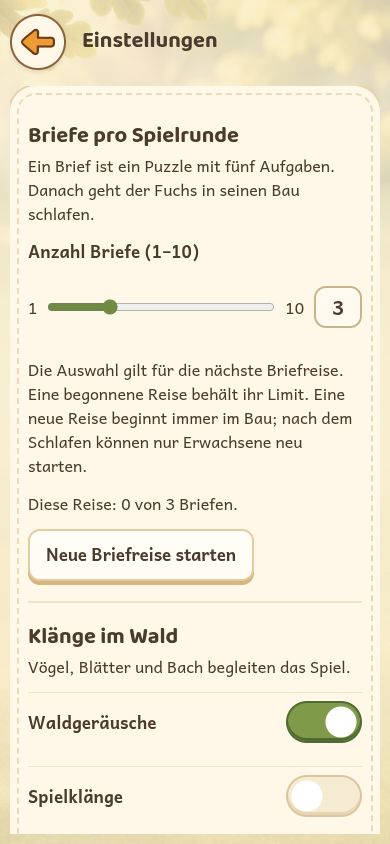 Einstellungen
Briefe pro Spielrunde
Ein Brief ist ein Puzzle mit fünf Aufgaben.
Danach geht der Fuchs in seinen Bau
schlafen.
Anzahl Briefe (1–10)
1 10 3
Die Auswahl gilt für die nächste Briefreise.
Eine begonnene Reise behält ihr Limit. Eine
neue Reise beginnt immer im Bau; nach dem
Schlafen können nur Erwachsene neu
starten.
Diese Reise: 0 von 3 Briefen.
Neue Briefreise starten
Klänge im Wald
Vögel, Blätter und Bach begleiten das Spiel.
Waldgeräusche
Spielklänge